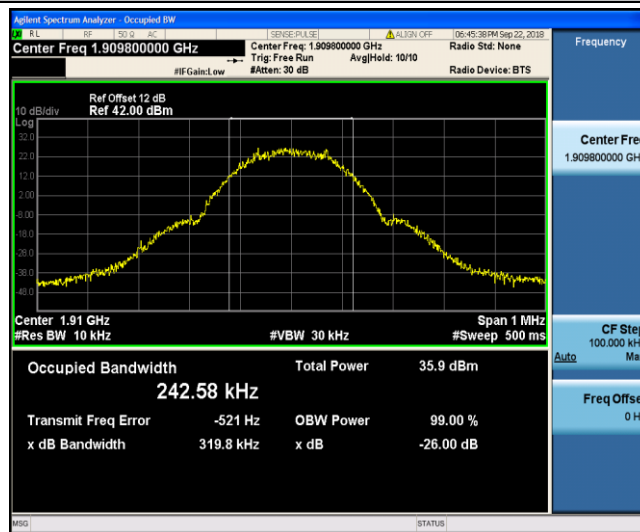 Agilent Spectrum Analyzer - Occupied BW
RL RF 50 Ω AC SENSE:PULSE ALIGN OFF 06:45:38 PM Sep 22, 2018
Center Freq 1.909800000 GHz
Center Freq: 1.909800000 GHz Radio Std: None
Trig: Free Run Avg|Hold: 10/10
#IFGain:Low #Atten: 30 dB Radio Device: BTS
Frequency
Ref Offset 12 dB
10 dB/div Ref 42.00 dBm
Log
32.0
22.0
12.0
2.00
-8.00
-18.0
-28.0
-38.0
-48.0
Center Fre
1.909800000 GH
Center 1.91 GHz Span 1 MHz
#Res BW 10 kHz #VBW 30 kHz #Sweep 500 ms
CF Step
100.000 kH
Auto Ma
Occupied Bandwidth Total Power 35.9 dBm
242.58 kHz
Transmit Freq Error -521 Hz OBW Power 99.00 %
x dB Bandwidth 319.8 kHz x dB -26.00 dB
Freq Offse
0 H
MSG STATUS